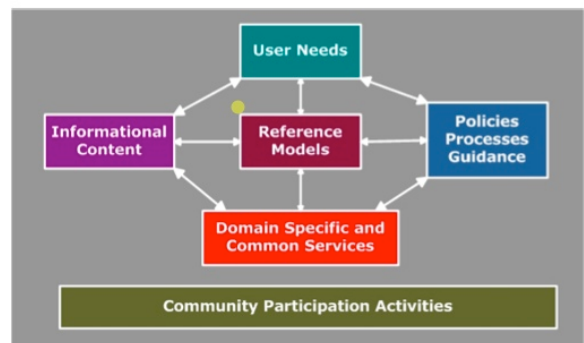 User Needs
Informational
Content
Reference
Models
Policies
Processes
Guidance
Domain Specific and
Common Services
Community Participation Activities